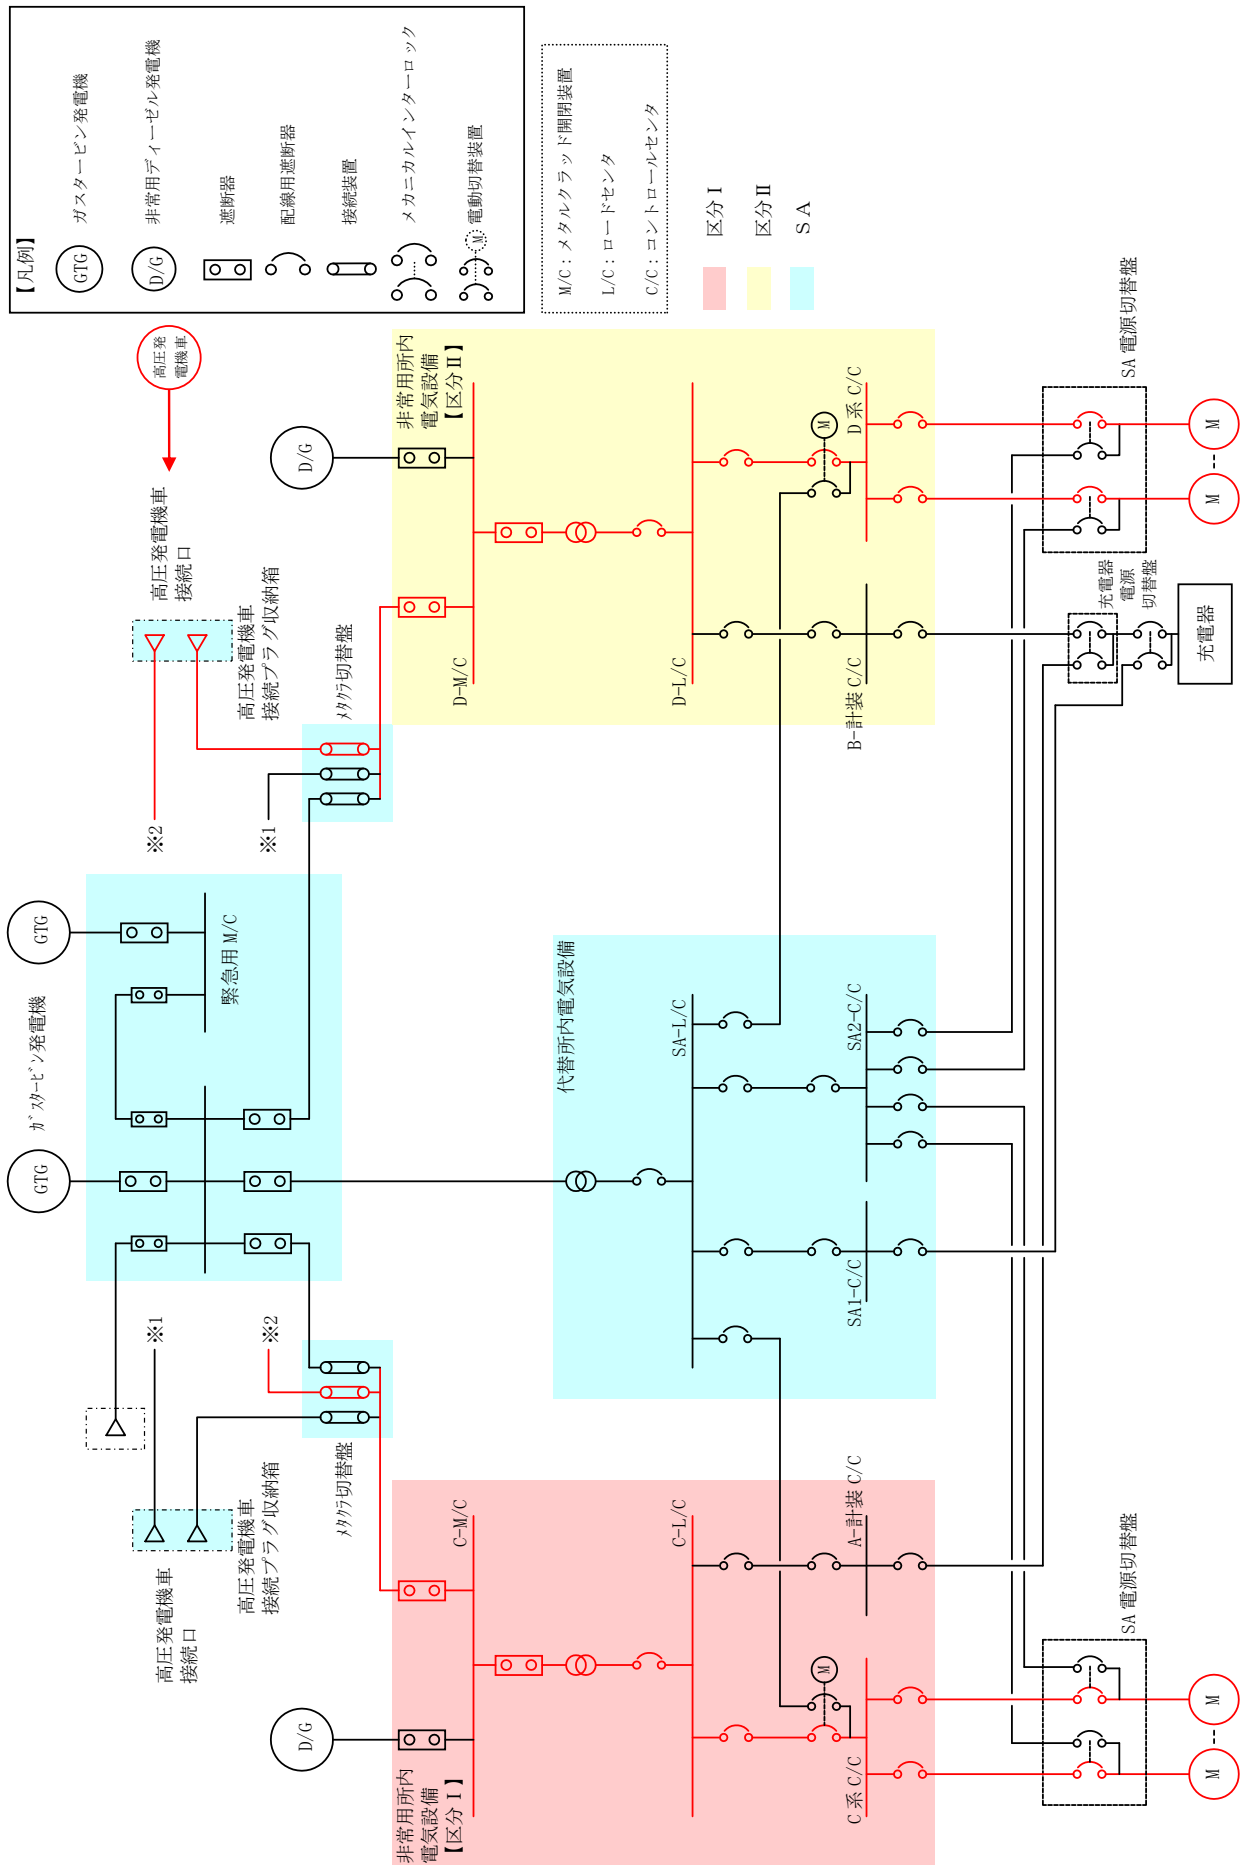 【凡例】
GTG
ガスタービン発電機
D/G
非常用ディーゼル発電機
遮断器
配線用遮断器
接続装置
メカニカルインターロック
M
電動切替装置
M/C：メタルクラッド開閉装置
L/C：ロードセンタ
C/C：コントロールセンタ
区分Ⅰ
区分Ⅱ
ＳＡ
高圧発
電機車
高圧発電機車
接続口
高圧発電機車
接続プラグ収納箱
メタクラ切替盤
※2
※1
D/G
非常用所内
電気設備
【区分Ⅱ】
D-M/C
D-L/C
M
D系C/C
B-計装C/C
SA電源切替盤
M
M
充電器
電源
切替盤
充電器
GTG
ガスタービン発電機
GTG
緊急用M/C
代替所内電気設備
SA-L/C
SA2-C/C
SA1-C/C
※1
※2
高圧発電機車
接続口
高圧発電機車
接続プラグ収納箱
メタクラ切替盤
D/G
非常用所内
電気設備
【区分Ⅰ】
C-M/C
C-L/C
A-計装C/C
M
C系C/C
SA電源切替盤
M
M